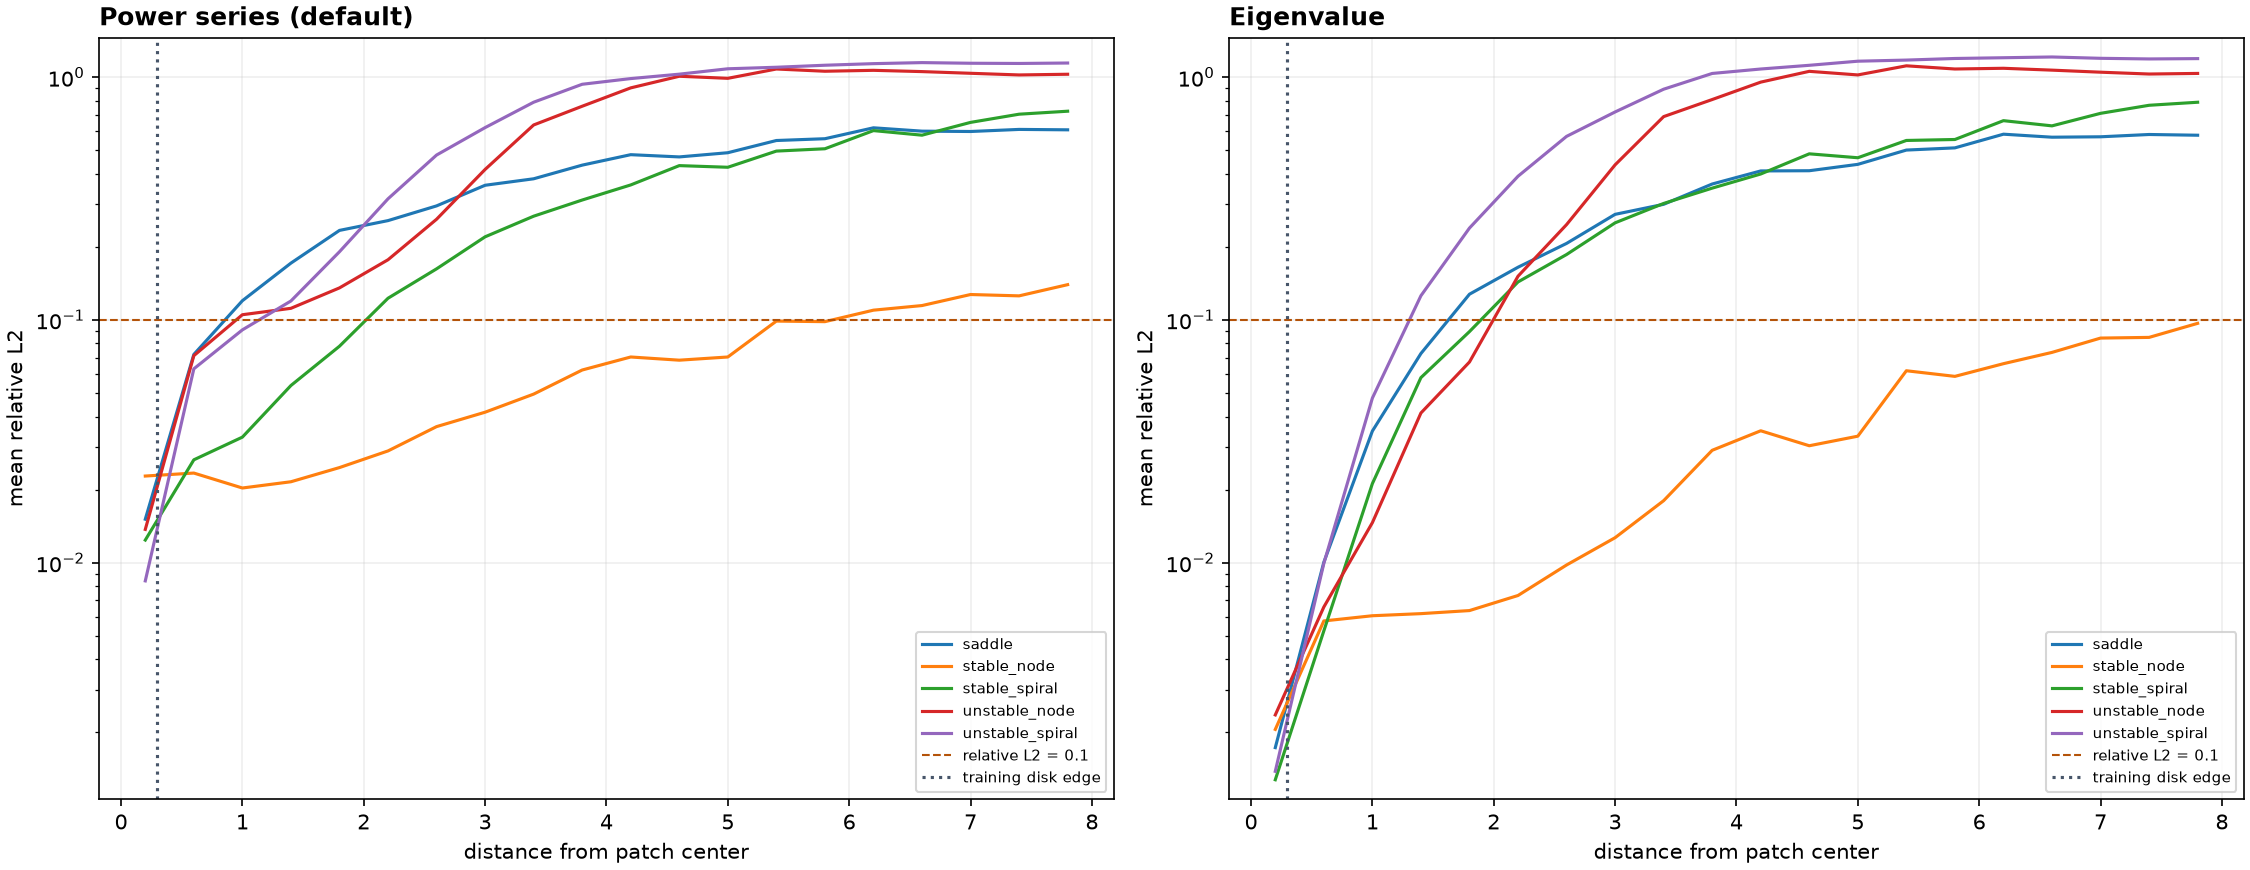 Power series (default)
mean relative L2
10^0
10^-1
10^-2
0 1 2 3 4 5 6 7 8
distance from patch center
saddle
stable_node
stable_spiral
unstable_node
unstable_spiral
relative L2 = 0.1
training disk edge
Eigenvalue
mean relative L2
10^0
10^-1
10^-2
0 1 2 3 4 5 6 7 8
distance from patch center
saddle
stable_node
stable_spiral
unstable_node
unstable_spiral
relative L2 = 0.1
training disk edge